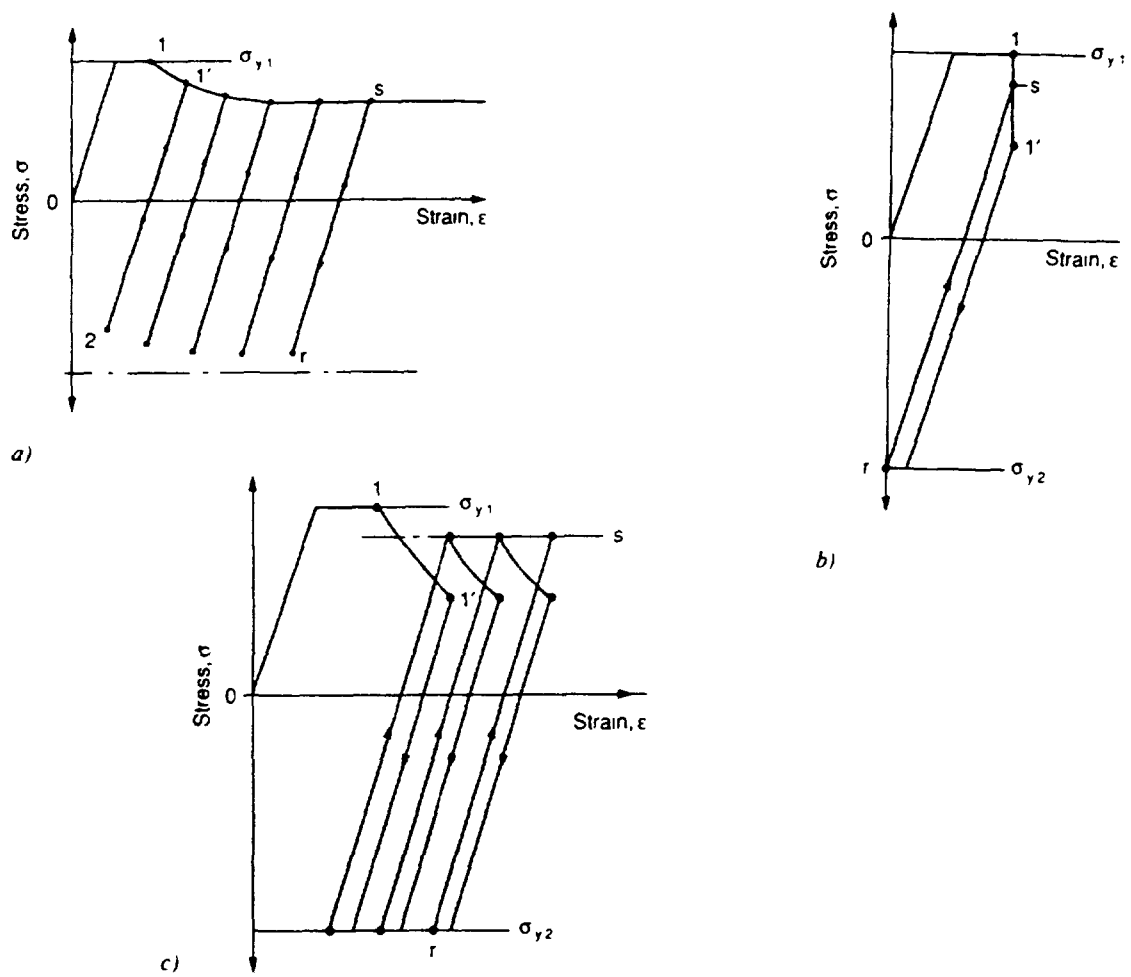 1
σy1
1′
s
Stress, σ
0
Strain, ε
2
r
a)
1
σy1
s
1′
Stress, σ
0
Strain, ε
r
σy2
b)
1
σy1
s
1′
Stress, σ
0
Strain, ε
σy2
r
c)